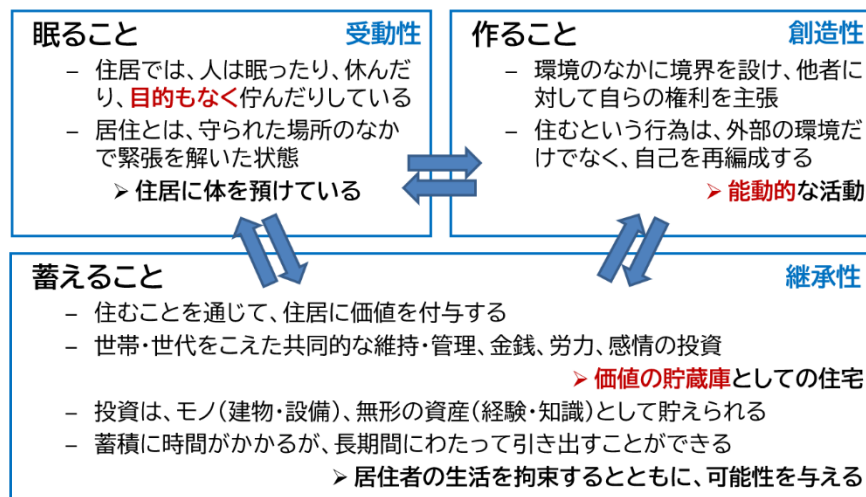 眠ること 受動性
– 住居では、人は眠ったり、休んだ
り、目的もなく佇んだりしている
– 居住とは、守られた場所のなか
で緊張を解いた状態
➢ 住居に体を預けている
作ること 創造性
– 環境のなかに境界を設け、他者に
対して自らの権利を主張
– 住むという行為は、外部の環境だ
けでなく、自己を再編成する
➢ 能動的な活動
蓄えること 継承性
– 住むことを通じて、住居に価値を付与する
– 世帯・世代をこえた共同的な維持・管理、金銭、労力、感情の投資
➢ 価値の貯蔵庫としての住宅
– 投資は、モノ(建物・設備)、無形の資産(経験・知識)として貯えられる
– 蓄積に時間がかかるが、長期間にわたって引き出すことができる
➢ 居住者の生活を拘束するとともに、可能性を与える